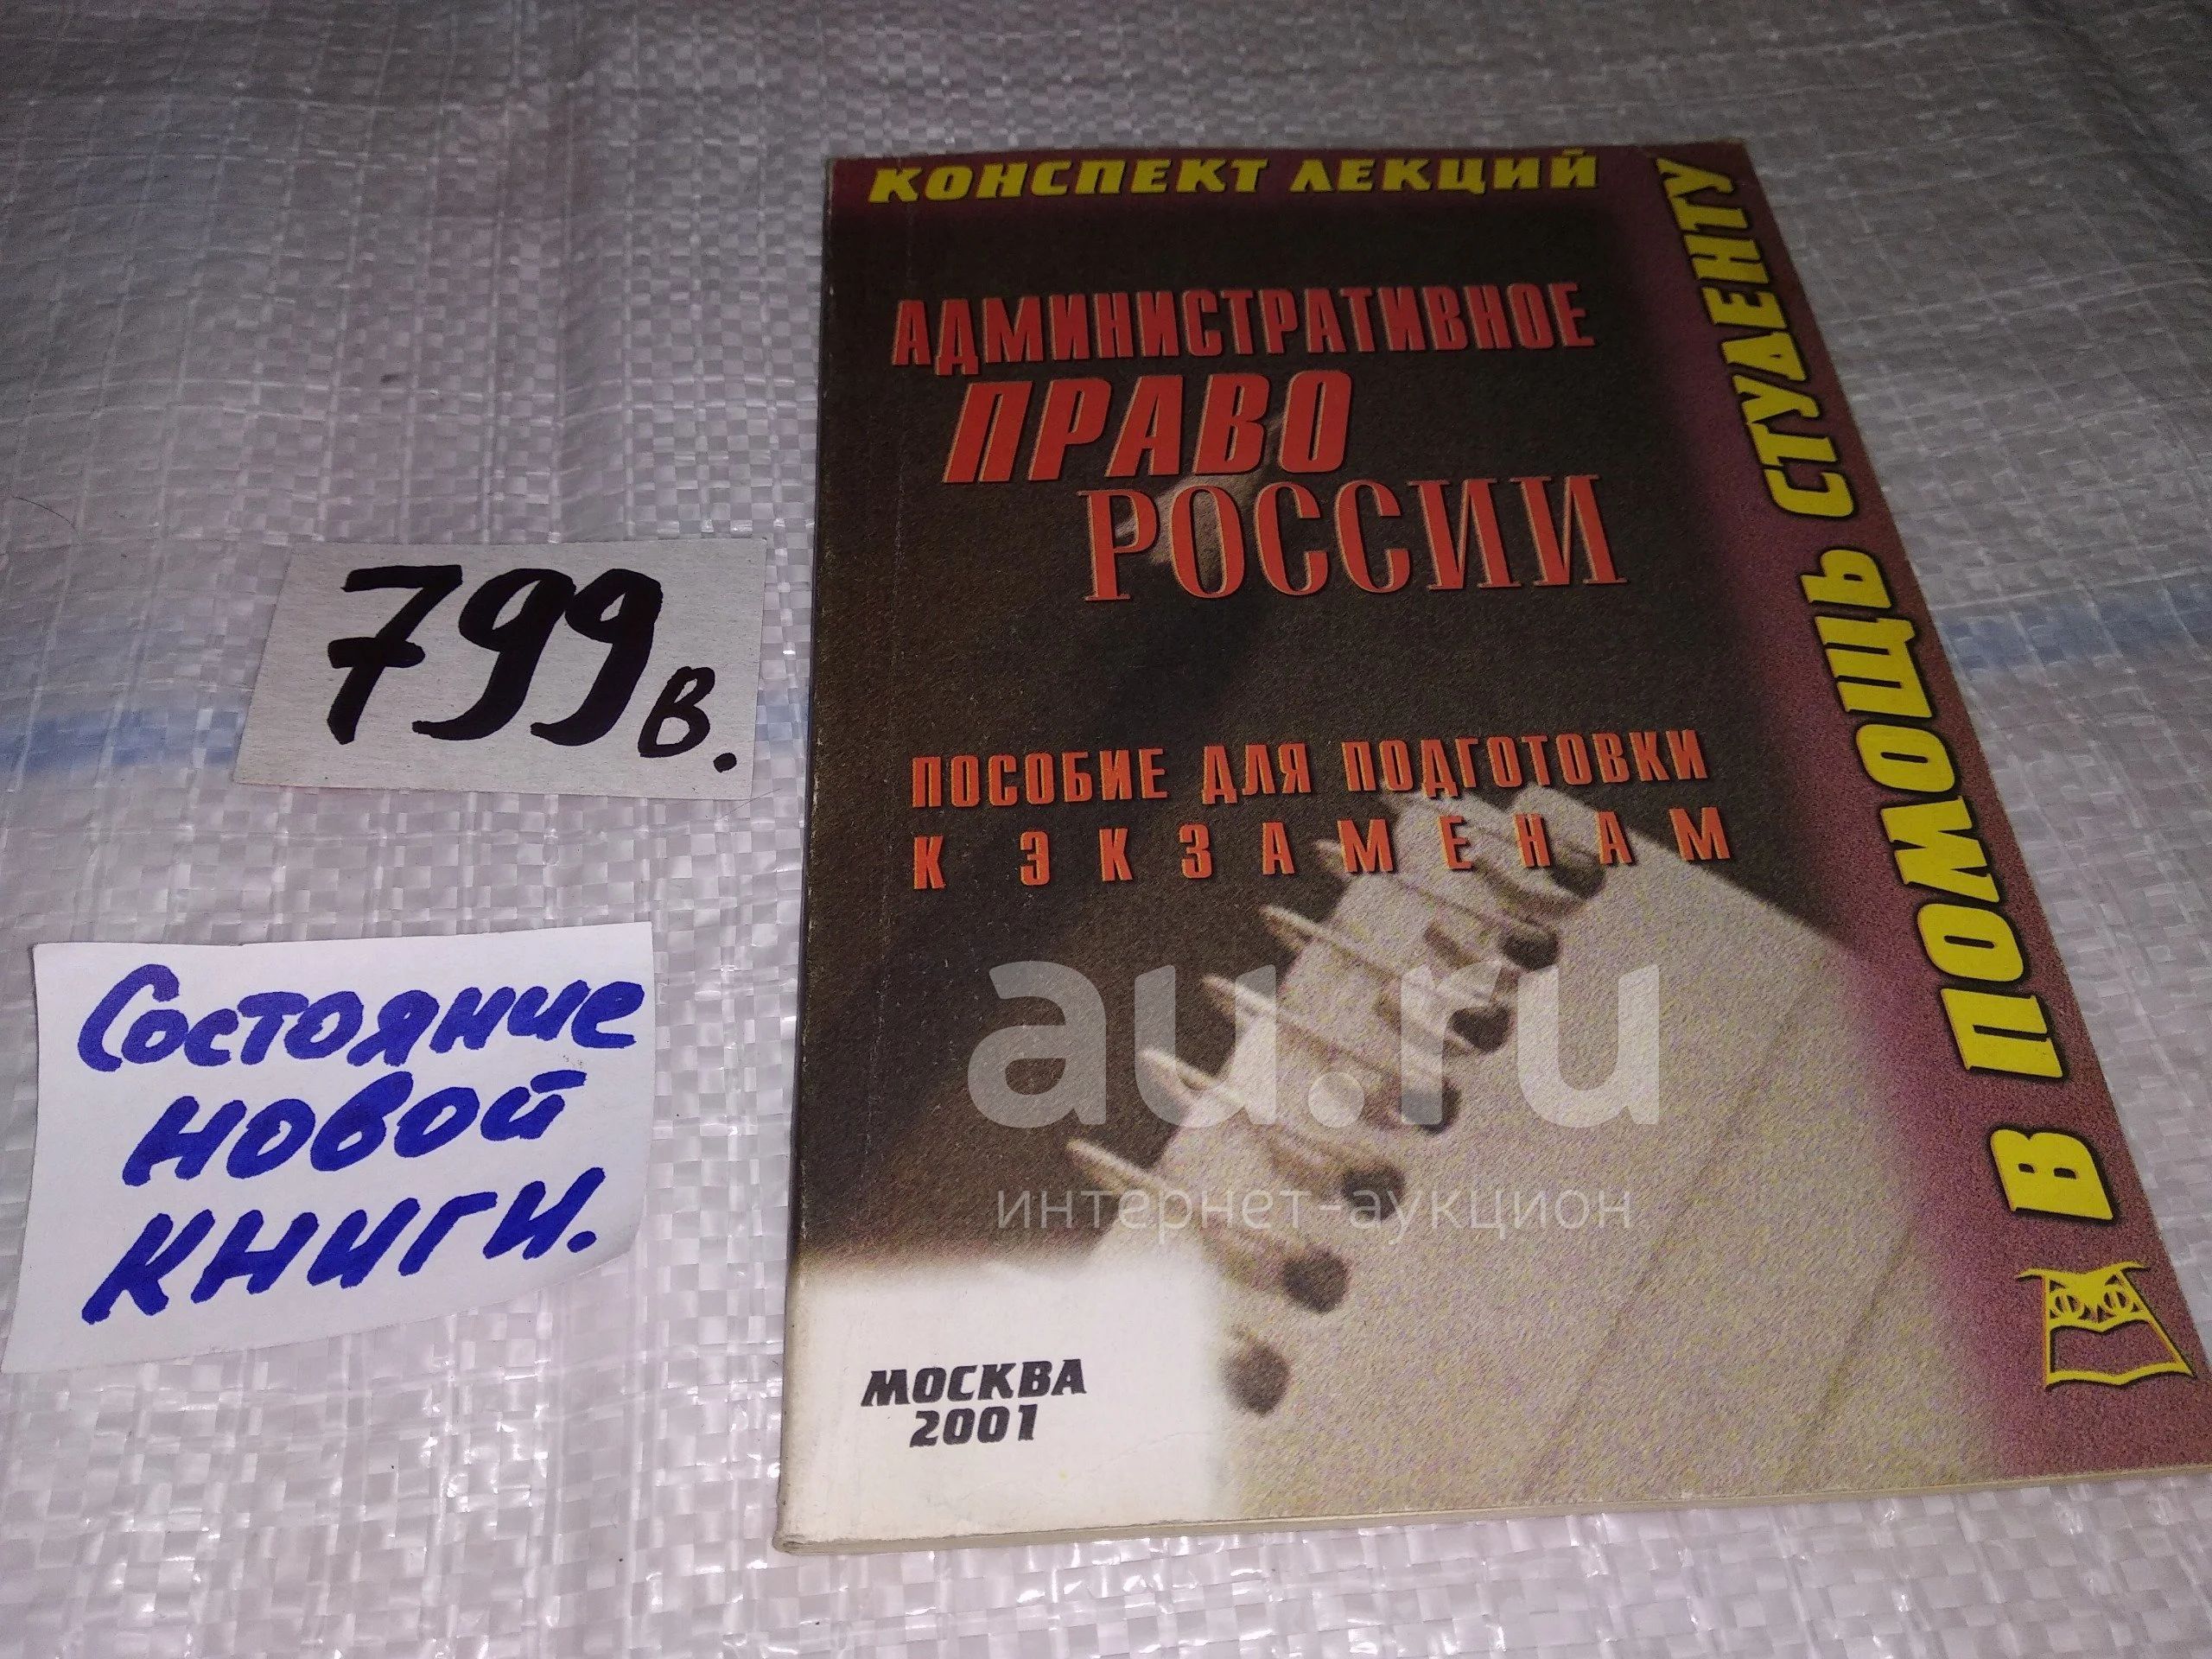 КОНСПЕКТ ЛЕКЦИЙ
АДМИНИСТРАТИВНОЕ
ПРАВО
РОССИИ
ПОСОБИЕ ДЛЯ ПОДГОТОВКИ
К ЭКЗАМЕНАМ
МОСКВА
2001
В ПОМОЩЬ СТУДЕНТУ
799в.
Состояние
новой
книги.
au.ru
интернет-аукцион